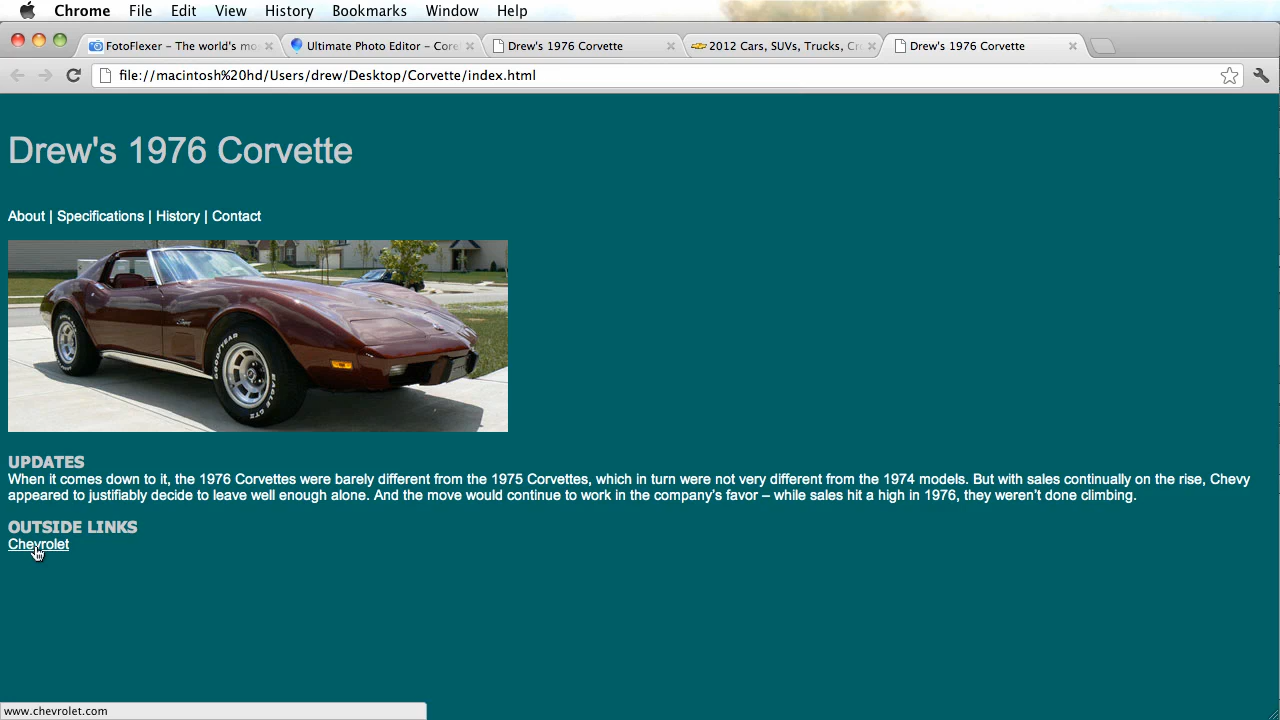 Chrome File Edit View History Bookmarks Window Help
FotoFlexer – The world's mo Ultimate Photo Editor – Core Drew's 1976 Corvette 2012 Cars, SUVs, Trucks, Cr Drew's 1976 Corvette
file://macintosh%20hd/Users/drew/Desktop/Corvette/index.html
Drew's 1976 Corvette
About | Specifications | History | Contact
GOODYEAR
EAGLE GT II
UPDATES
When it comes down to it, the 1976 Corvettes were barely different from the 1975 Corvettes, which in turn were not very different from the 1974 models. But with sales continually on the rise, Chevy
appeared to justifiably decide to leave well enough alone. And the move would continue to work in the company's favor – while sales hit a high in 1976, they weren't done climbing.
OUTSIDE LINKS
Chevrolet
www.chevrolet.com